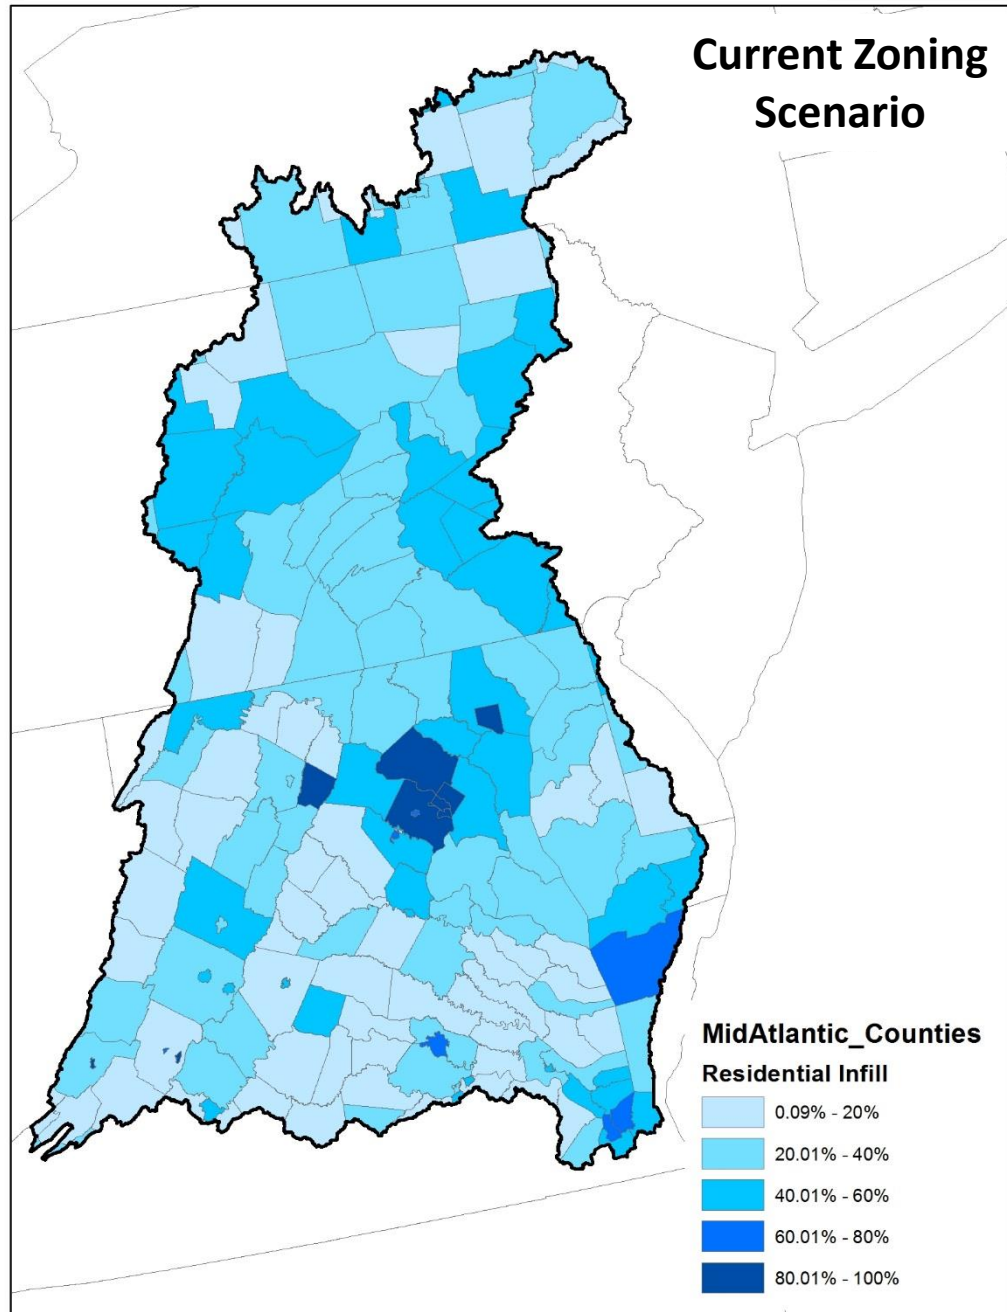 Current Zoning
Scenario
MidAtlantic_Counties
Residential Infill
0.09% - 20%
20.01% - 40%
40.01% - 60%
60.01% - 80%
80.01% - 100%